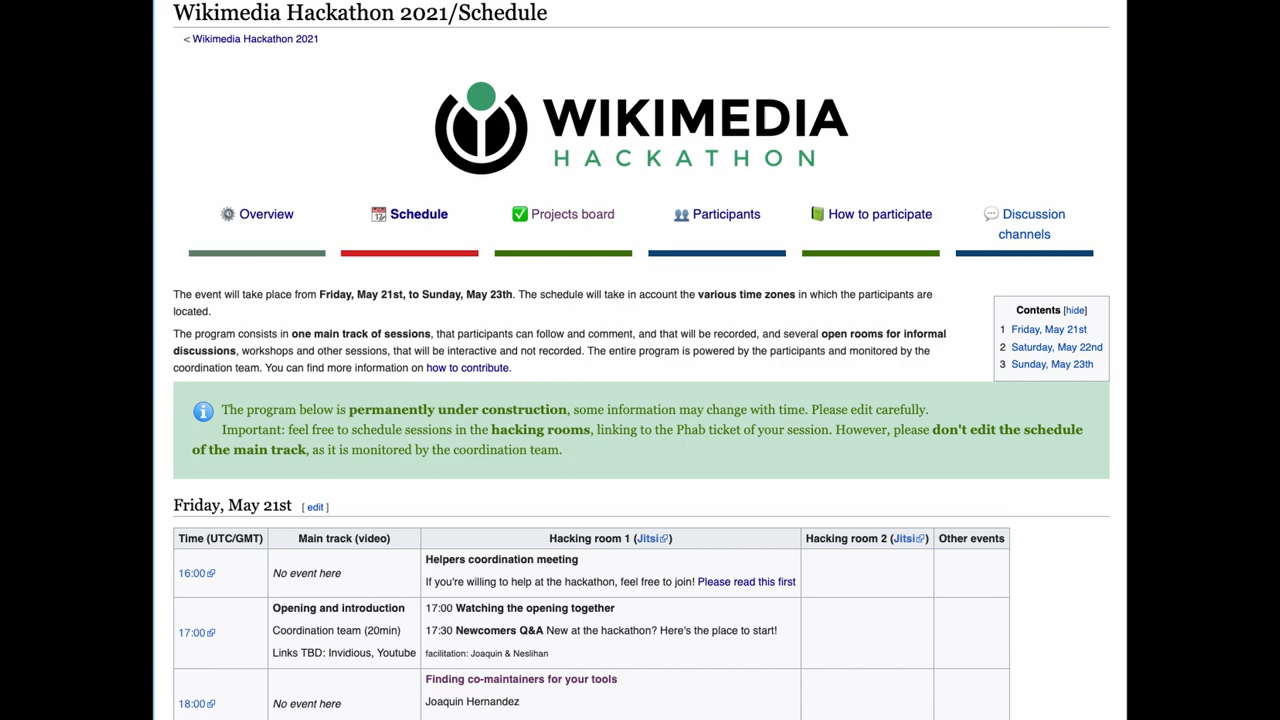 Wikimedia Hackathon 2021/Schedule
< Wikimedia Hackathon 2021
WIKIMEDIA
HACKATHON
Overview
Schedule
Projects board
Participants
How to participate
Discussion
channels
The event will take place from Friday, May 21st, to Sunday, May 23th. The schedule will take in account the various time zones in which the participants are
located.
The program consists in one main track of sessions, that participants can follow and comment, and that will be recorded, and several open rooms for informal
discussions, workshops and other sessions, that will be interactive and not recorded. The entire program is powered by the participants and monitored by the
coordination team. You can find more information on how to contribute.
Contents [hide]
1 Friday, May 21st
2 Saturday, May 22nd
3 Sunday, May 23th
The program below is permanently under construction, some information may change with time. Please edit carefully.
Important: feel free to schedule sessions in the hacking rooms, linking to the Phab ticket of your session. However, please don't edit the schedule
of the main track, as it is monitored by the coordination team.
Friday, May 21st [ edit ]
Time (UTC/GMT) Main track (video) Hacking room 1 (Jitsi) Hacking room 2 (Jitsi) Other events
16:00
No event here
Helpers coordination meeting
If you're willing to help at the hackathon, feel free to join! Please read this first
17:00
Opening and introduction
Coordination team (20min)
Links TBD: Invidious, Youtube
17:00 Watching the opening together
17:30 Newcomers Q&A New at the hackathon? Here's the place to start!
facilitation: Joaquin & Neslihan
18:00
No event here
Finding co-maintainers for your tools
Joaquin Hernandez